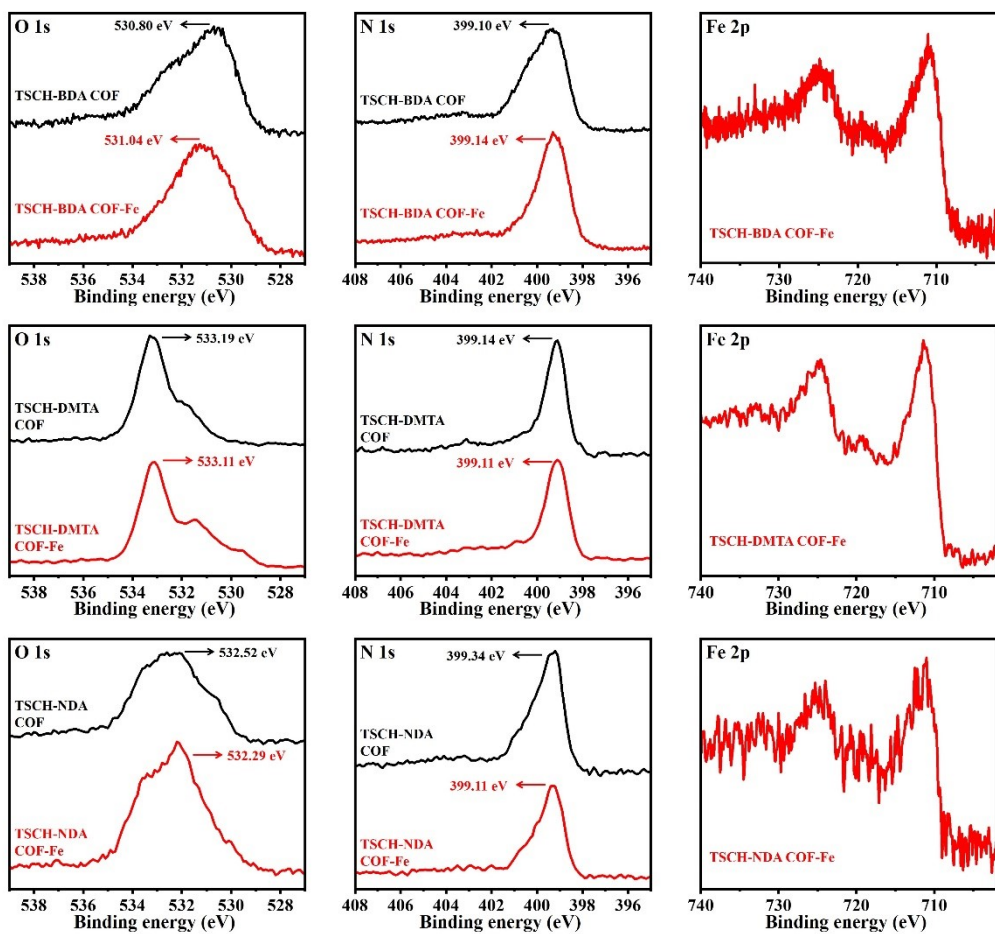 O 1s
530.80 eV
TSCH-BDA COF
531.04 eV
TSCH-BDA COF-Fe
538 536 534 532 530 528
Binding energy (eV)
N 1s
399.10 eV
TSCH-BDA COF
399.14 eV
TSCH-BDA COF-Fe
408 406 404 402 400 398 396
Binding energy (eV)
Fe 2p
TSCH-BDA COF-Fe
740 730 720 710
Binding energy (eV)
O 1s
533.19 eV
TSCH-DMTA
COF
533.11 eV
TSCH-DMTA
COF-Fe
538 536 534 532 530 528
Binding energy (eV)
N 1s
399.14 eV
TSCH-DMTA
COF
399.11 eV
TSCH-DMTA
COF-Fe
408 406 404 402 400 398 396
Binding energy (eV)
Fe 2p
TSCH-DMTA COF-Fe
740 730 720 710
Binding energy (eV)
O 1s
532.52 eV
TSCH-NDA
COF
532.29 eV
TSCH-NDA
COF-Fe
538 536 534 532 530 528
Binding energy (eV)
N 1s
399.34 eV
TSCH-NDA
COF
399.11 eV
TSCH-NDA
COF-Fe
408 406 404 402 400 398 396
Binding energy (eV)
Fe 2p
TSCH-NDA COF-Fe
740 730 720 710
Binding energy (eV)